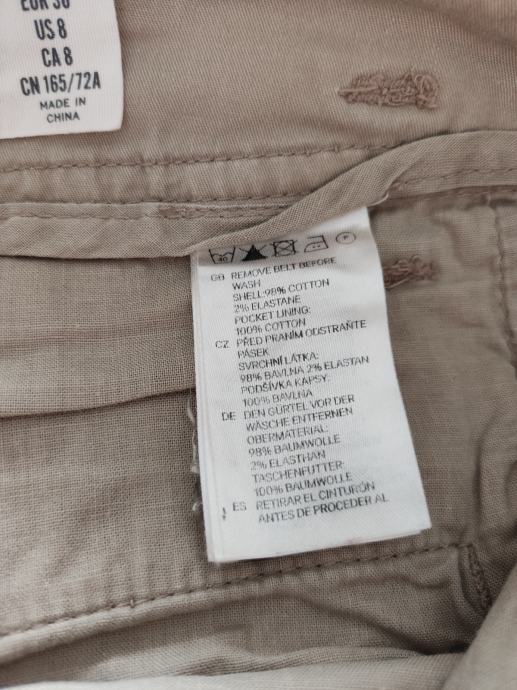 EUR 38
US 8
CA 8
CN 165/72A
MADE IN
CHINA
GB REMOVE BELT BEFORE
WASH
SHELL:98% COTTON
2% ELASTANE
POCKET LINING:
100% COTTON
CZ PŘED PRANÍM ODSTRAŇTE
PÁSEK
SVRCHNÍ LÁTKA:
98% BAVLNA 2% ELASTAN
PODŠÍVKA KAPSY:
100% BAVLNA
DE DEN GÜRTEL VOR DER
WÄSCHE ENTFERNEN
OBERMATERIAL:
98% BAUMWOLLE
2% ELASTHAN
TASCHENFUTTER:
100% BAUMWOLLE
ES RETIRAR EL CINTURÓN
ANTES DE PROCEDER AL